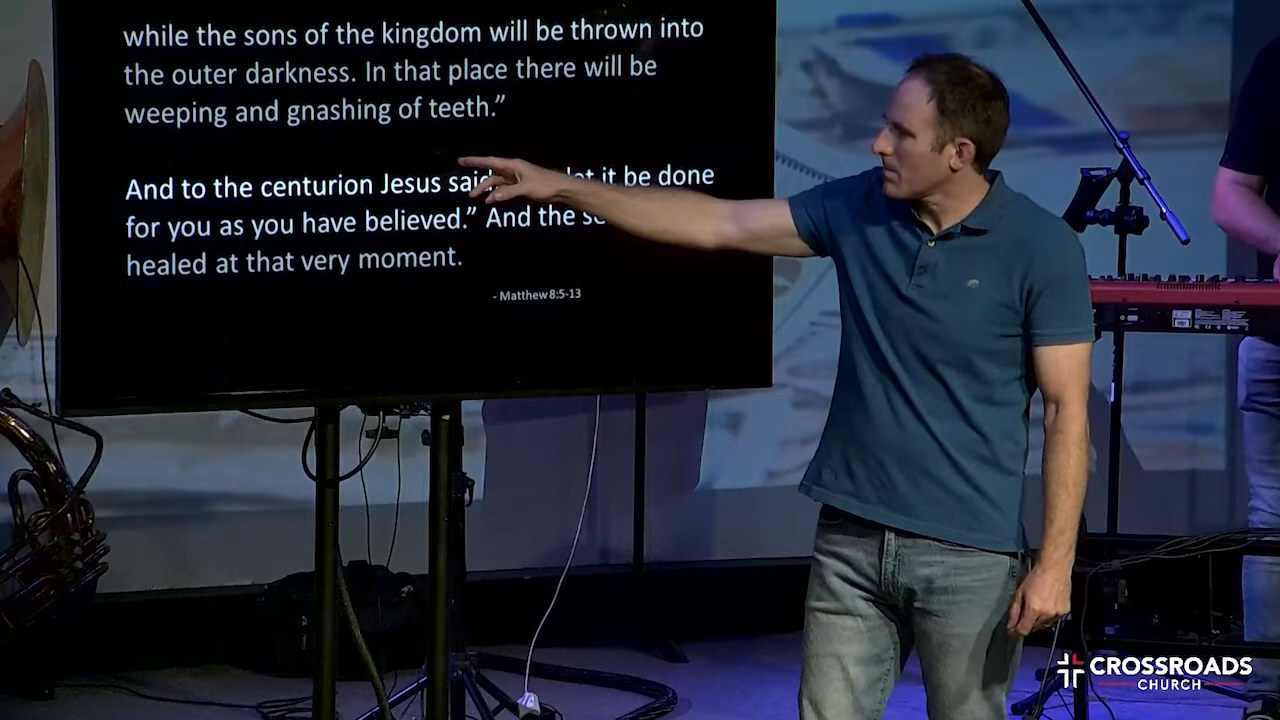 while the sons of the kingdom will be thrown into
the outer darkness. In that place there will be
weeping and gnashing of teeth.”
And to the centurion Jesus said it be done
for you as you have believed.” And the
healed at that very moment.
- Matthew 8:5-13
CROSSROADS
CHURCH